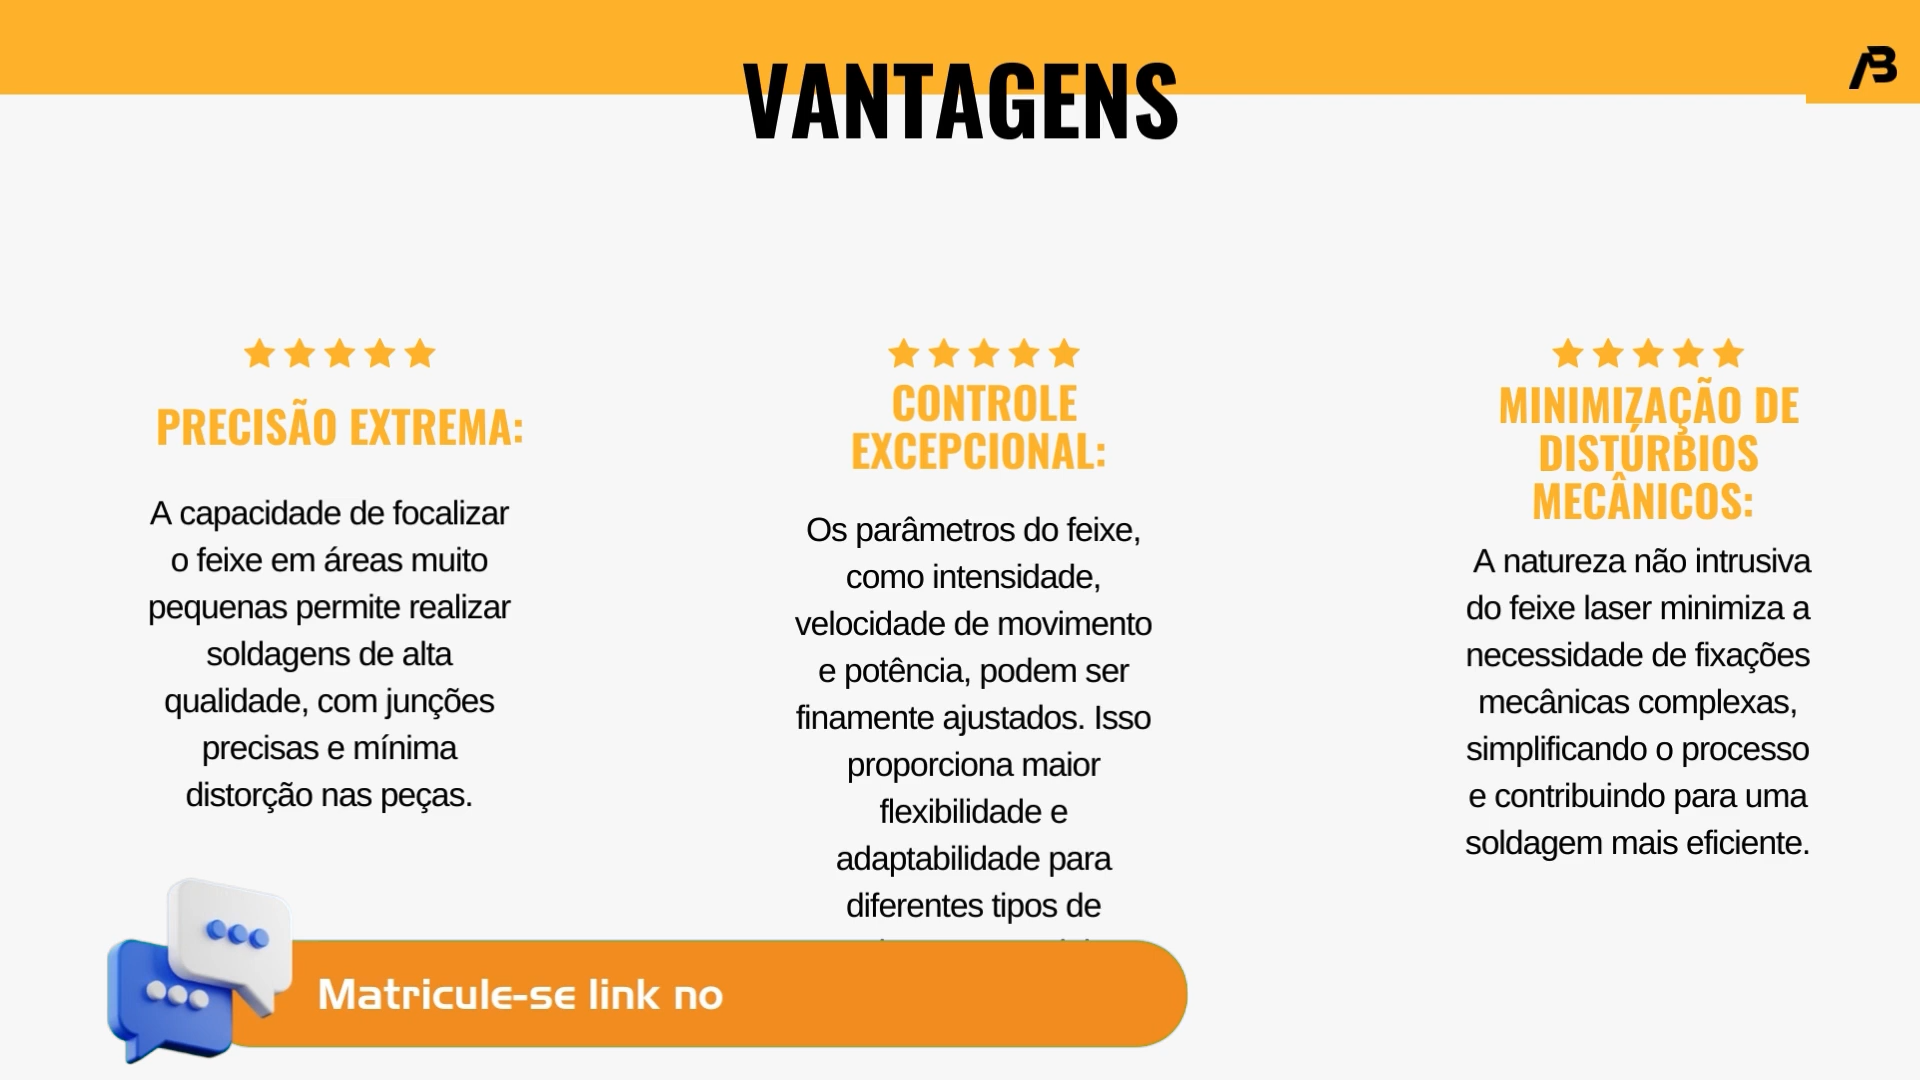 VANTAGENS
AB
PRECISÃO EXTREMA:
A capacidade de focalizar
o feixe em áreas muito
pequenas permite realizar
soldagens de alta
qualidade, com junções
precisas e mínima
distorção nas peças.
CONTROLE
EXCEPCIONAL:
Os parâmetros do feixe,
como intensidade,
velocidade de movimento
e potência, podem ser
finamente ajustados. Isso
proporciona maior
flexibilidade e
adaptabilidade para
diferentes tipos de
MINIMIZAÇÃO DE
DISTÚRBIOS
MECÂNICOS:
A natureza não intrusiva
do feixe laser minimiza a
necessidade de fixações
mecânicas complexas,
simplificando o processo
e contribuindo para uma
soldagem mais eficiente.
Matricule-se link no